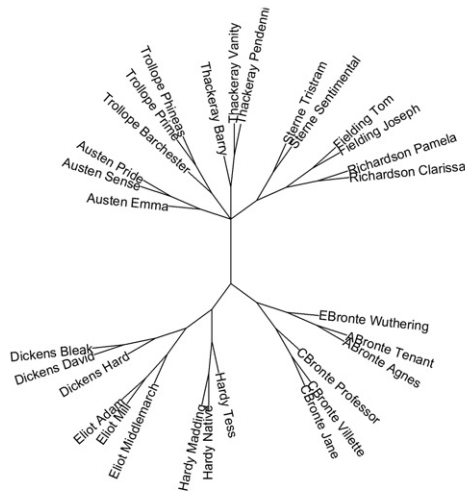 Trollope Phineas
Trollope Prime
Trollope Barchester
Thackeray Barry
Thackeray Vanity
Thackeray Pendenni
Sterne Tristram
Sterne Sentimental
Fielding Tom
Fielding Joseph
Richardson Pamela
Richardson Clarissa
Austen Pride
Austen Sense
Austen Emma
EBronte Wuthering
ABronte Tenant
ABronte Agnes
CBronte Professor
CBronte Villette
CBronte Jane
Dickens Bleak
Dickens David
Dickens Hard
Eliot Adam
Eliot Mill
Eliot Middlemarch
Hardy Madding
Hardy Native
Hardy Tess